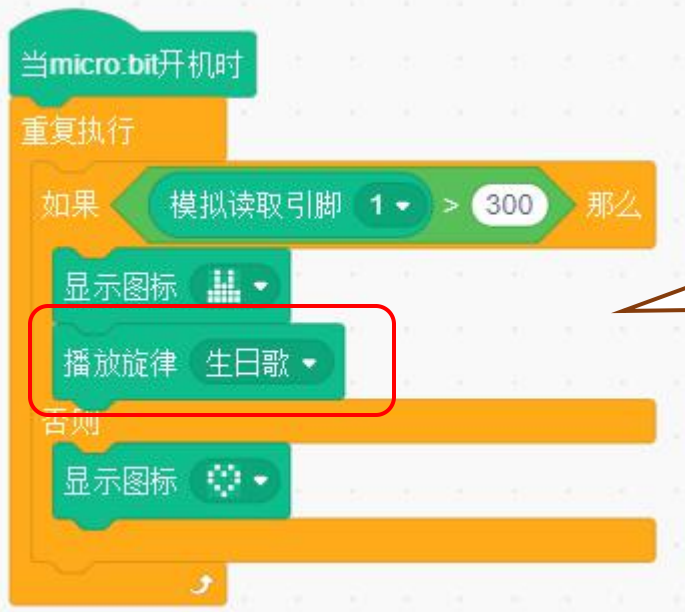 当micro:bit开机时
重复执行
如果 模拟读取引脚 1 > 300 那么
显示图标
播放旋律 生日歌
否则
显示图标